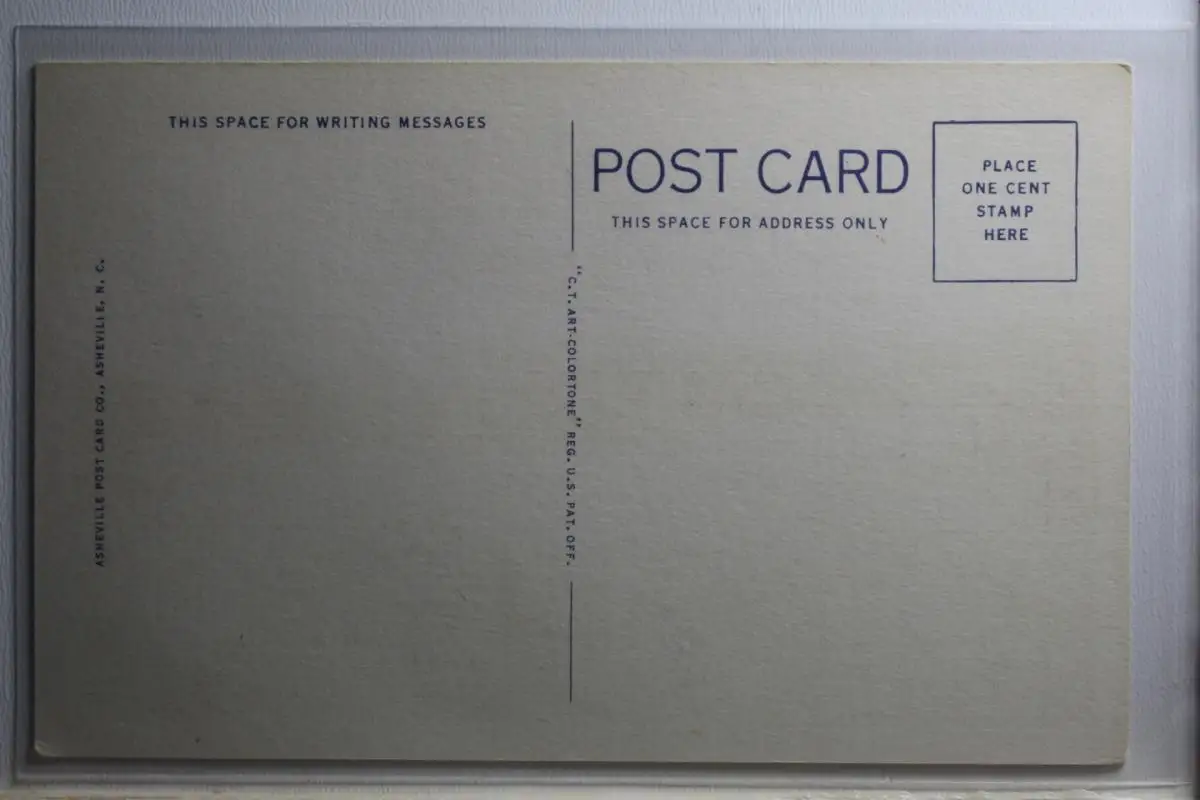 THIS SPACE FOR WRITING MESSAGES
POST CARD
THIS SPACE FOR ADDRESS ONLY
PLACE
ONE CENT
STAMP
HERE
ASHEVILLE POST CARD CO., ASHEVILLE, N. C.
"C.T. ART-COLORTONE" REG. U.S. PAT. OFF.